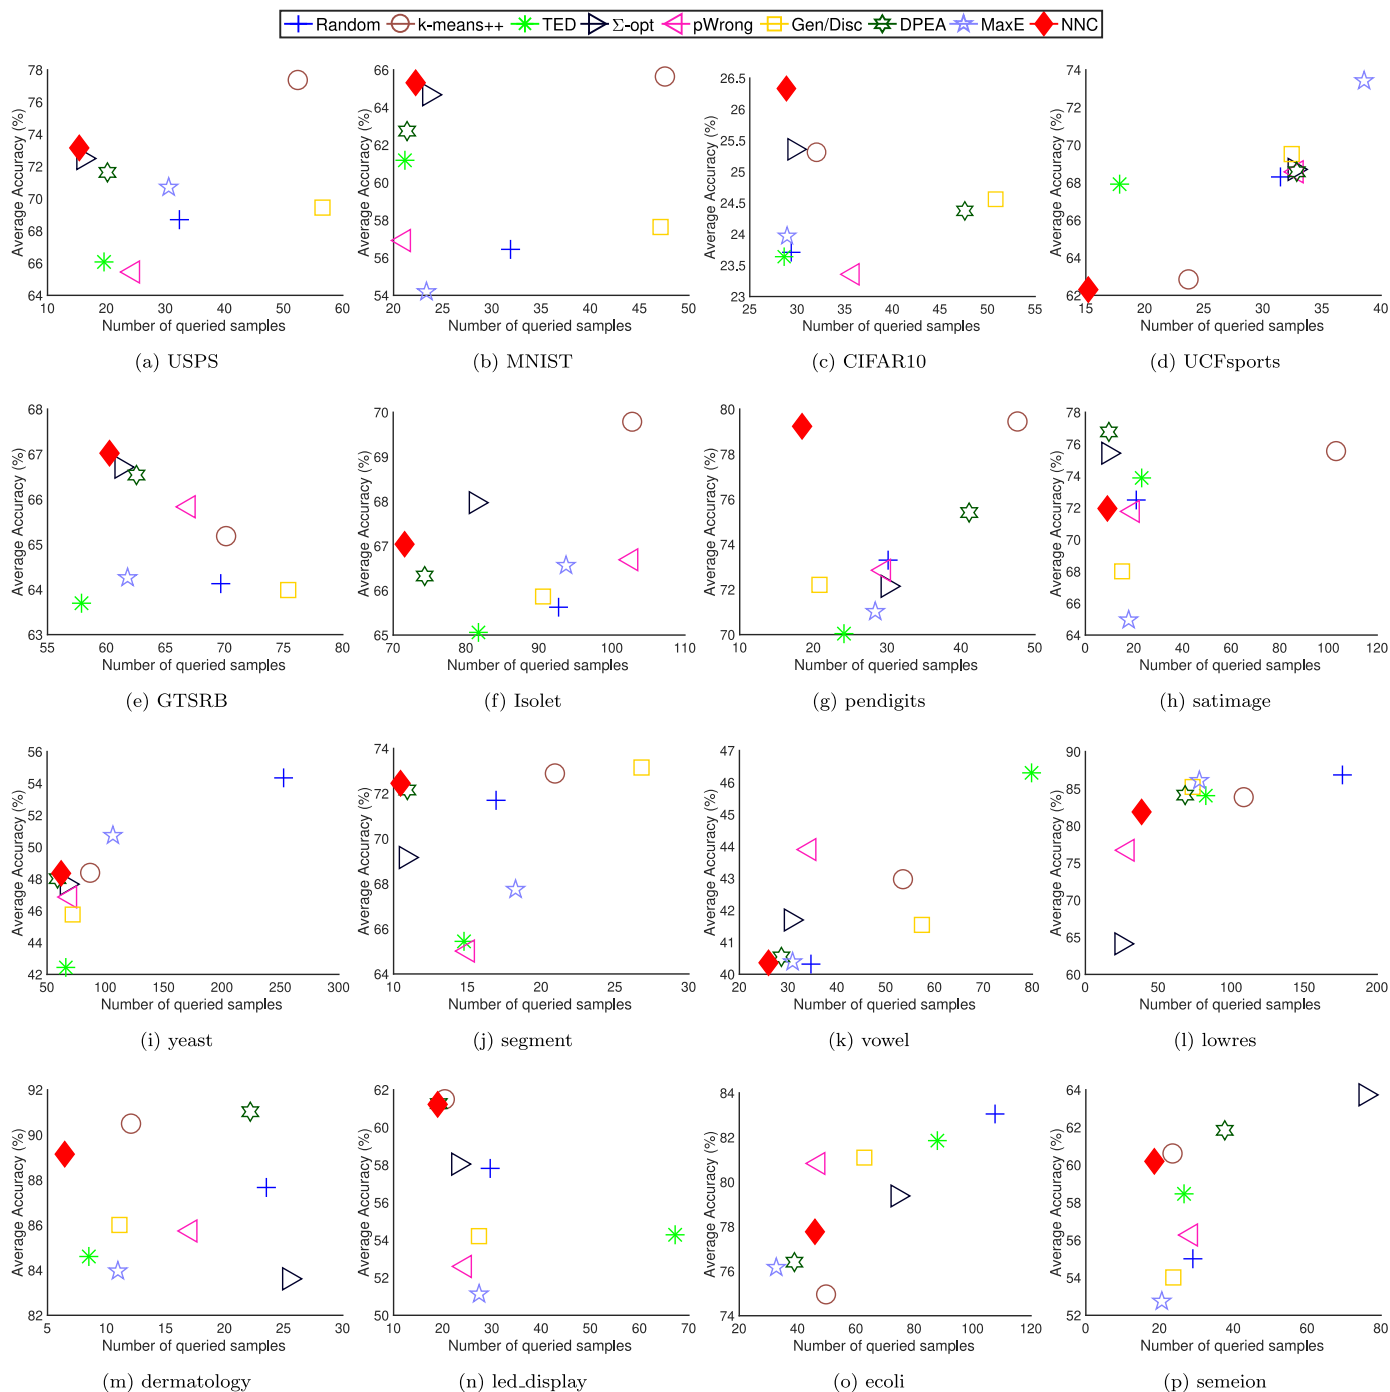 Random k-means++ TED Σ-opt pWrong Gen/Disc DPEA MaxE NNC
Average Accuracy (%)
78
76
74
72
70
68
66
64
10 20 30 40 50 60
Number of queried samples
(a) USPS
Average Accuracy (%)
66
64
62
60
58
56
54
20 25 30 35 40 45 50
Number of queried samples
(b) MNIST
Average Accuracy (%)
26.5
26
25.5
25
24.5
24
23.5
23
25 30 35 40 45 50 55
Number of queried samples
(c) CIFAR10
Average Accuracy (%)
74
72
70
68
66
64
62
15 20 25 30 35 40
Number of queried samples
(d) UCFsports
Average Accuracy (%)
68
67
66
65
64
63
55 60 65 70 75 80
Number of queried samples
(e) GTSRB
Average Accuracy (%)
70
69
68
67
66
65
70 80 90 100 110
Number of queried samples
(f) Isolet
Average Accuracy (%)
80
78
76
74
72
70
10 20 30 40 50
Number of queried samples
(g) pendigits
Average Accuracy (%)
78
76
74
72
70
68
66
64
0 20 40 60 80 100 120
Number of queried samples
(h) satimage
Average Accuracy (%)
56
54
52
50
48
46
44
42
50 100 150 200 250 300
Number of queried samples
(i) yeast
Average Accuracy (%)
74
72
70
68
66
64
10 15 20 25 30
Number of queried samples
(j) segment
Average Accuracy (%)
47
46
45
44
43
42
41
40
20 30 40 50 60 70 80
Number of queried samples
(k) vowel
Average Accuracy (%)
90
85
80
75
70
65
60
0 50 100 150 200
Number of queried samples
(l) lowres
Average Accuracy (%)
92
90
88
86
84
82
5 10 15 20 25 30
Number of queried samples
(m) dermatology
Average Accuracy (%)
62
60
58
56
54
52
50
10 20 30 40 50 60 70
Number of queried samples
(n) led_display
Average Accuracy (%)
84
82
80
78
76
74
20 40 60 80 100 120
Number of queried samples
(o) ecoli
Average Accuracy (%)
64
62
60
58
56
54
52
0 20 40 60 80
Number of queried samples
(p) semeion